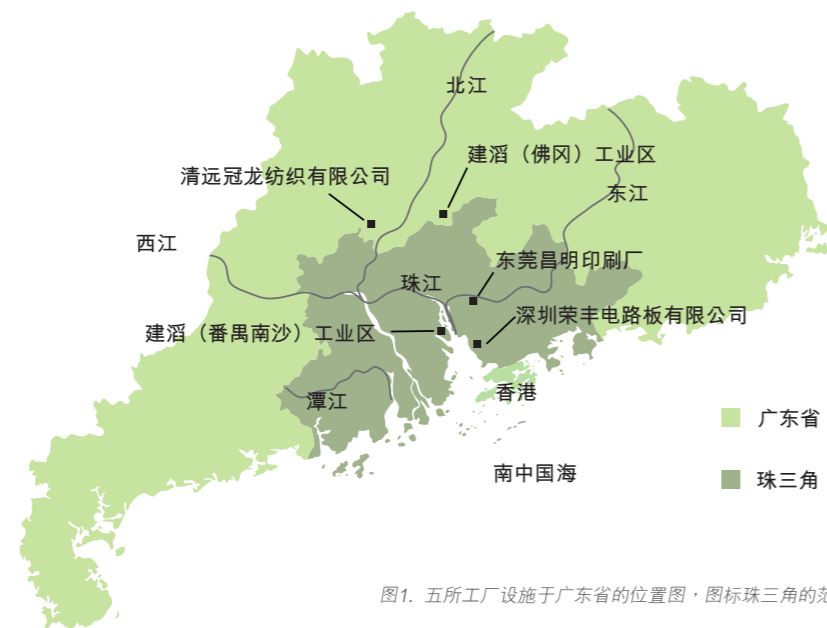 北江
建滔（佛冈）工业区
清远冠龙纺织有限公司
东江
西江
东莞昌明印刷厂
珠江
深圳荣丰电路板有限公司
建滔（番禺南沙）工业区
香港
潭江
广东省
南中国海
珠三角
图1. 五所工厂设施于广东省的位置图，图标珠三角的范